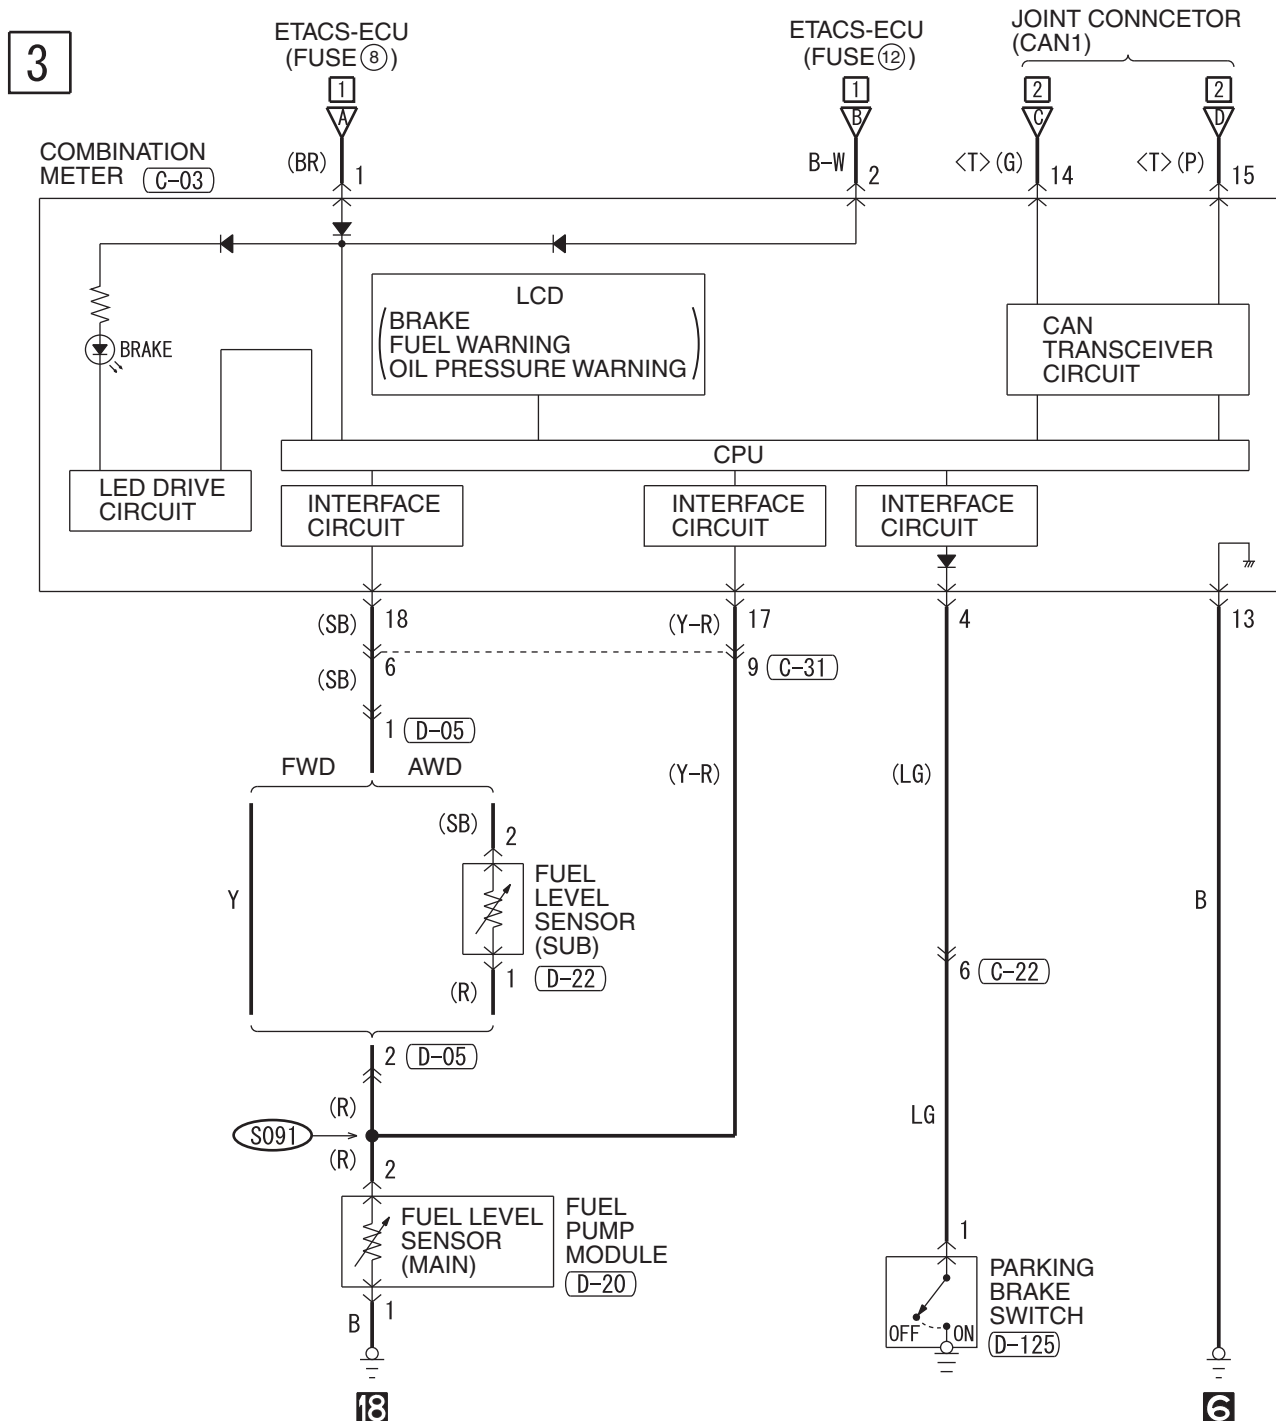 3
ETACS-ECU
(FUSE⑧)
ETACS-ECU
(FUSE⑫)
JOINT CONNCETOR
(CAN1)
1
1
2
2
A
B
C
D
COMBINATION
METER
C-03
(BR)
1
B-W
2
<T>(G)
14
<T>(P)
15
LCD
BRAKE
FUEL WARNING
OIL PRESSURE WARNING
CAN
TRANSCEIVER
CIRCUIT
BRAKE
CPU
LED DRIVE
CIRCUIT
INTERFACE
CIRCUIT
INTERFACE
CIRCUIT
INTERFACE
CIRCUIT
(SB)
18
(Y-R)
17
4
13
6
9
C-31
(SB)
1
D-05
FWD
AWD
(Y-R)
(LG)
(SB)
2
FUEL
LEVEL
SENSOR
(SUB)
D-22
Y
B
(R)
1
6
C-22
2
D-05
(R)
LG
S091
(R)
2
FUEL LEVEL
SENSOR
(MAIN)
FUEL
PUMP
MODULE
D-20
1
PARKING
BRAKE
SWITCH
D-125
OFF
ON
B
1
18
6